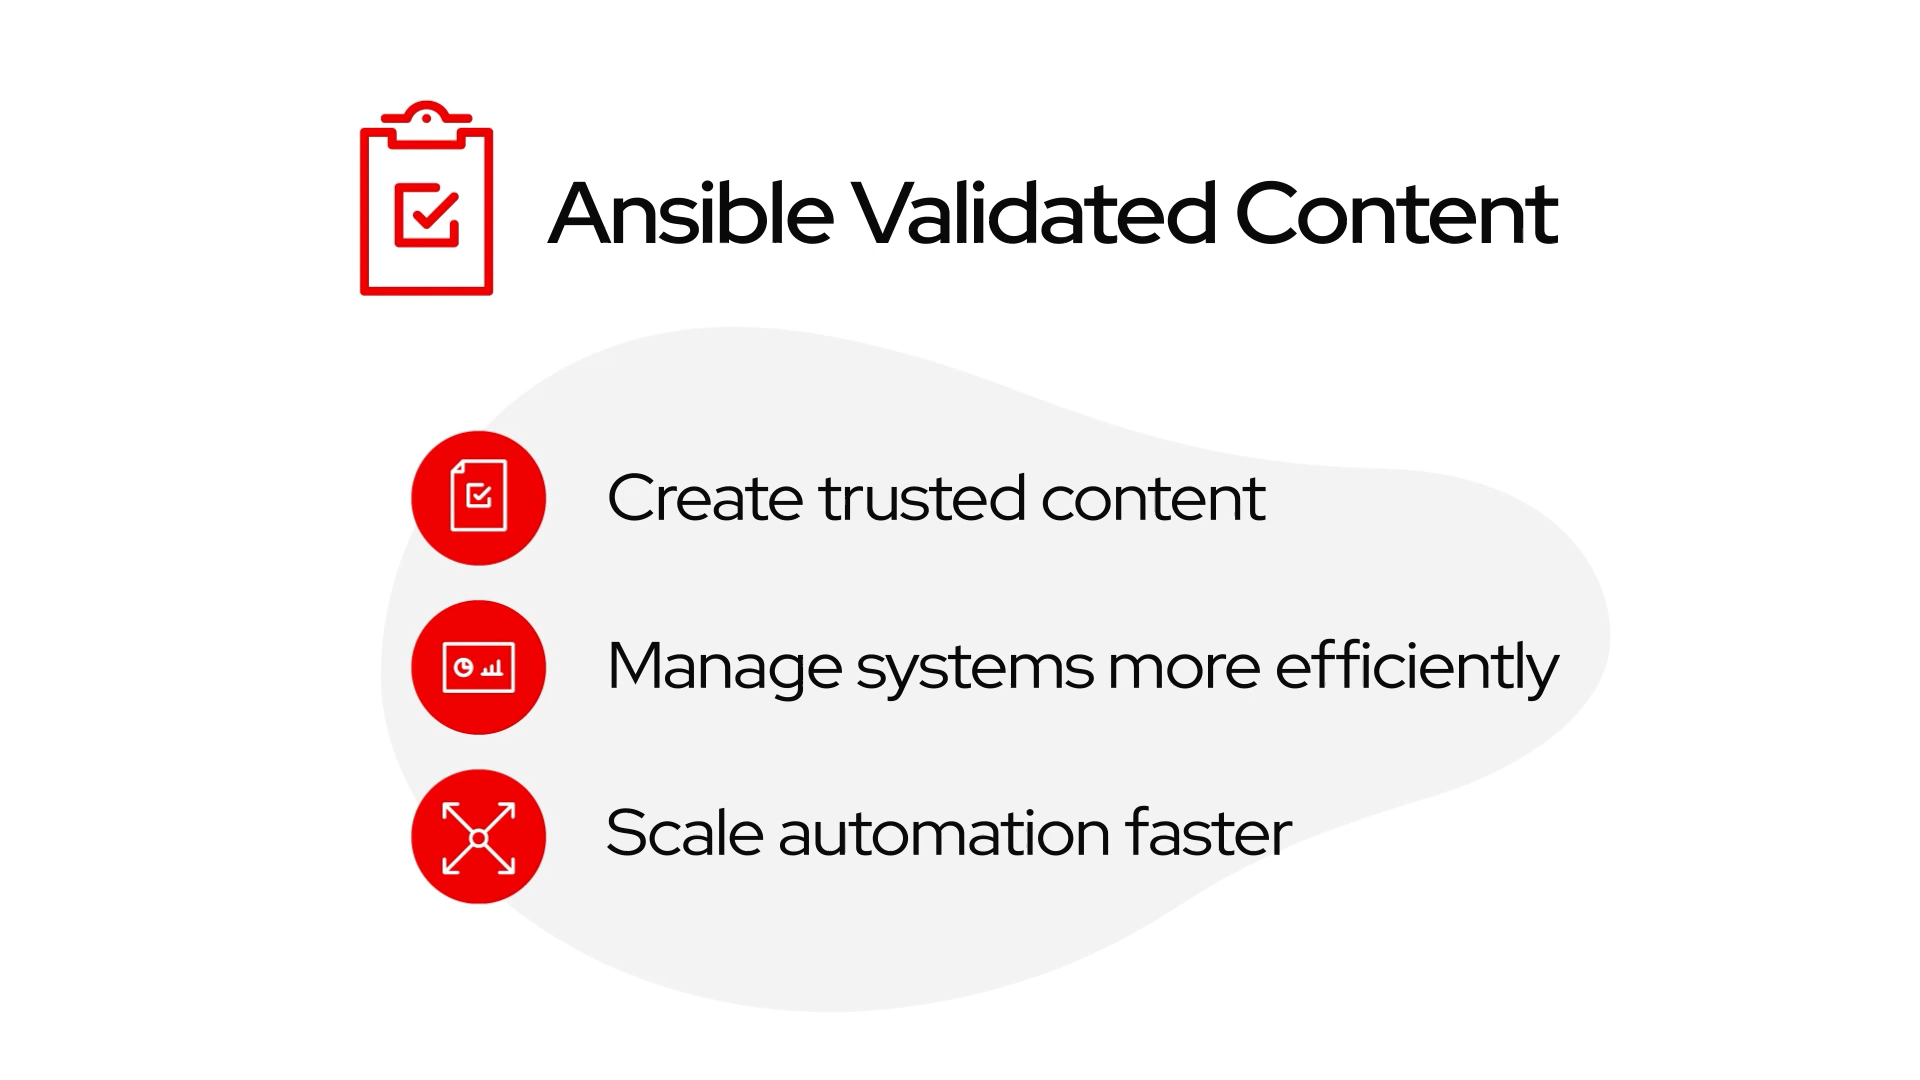 Ansible Validated Content
Create trusted content
Manage systems more efficiently
Scale automation faster